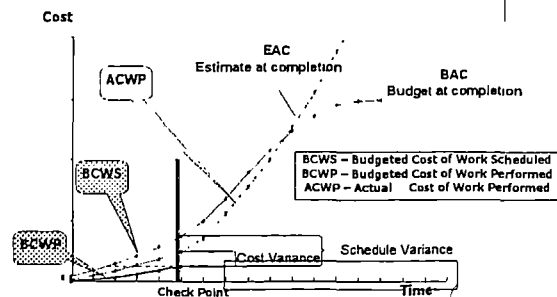 Cost
EAC
Estimate at completion
BAC
Budget at completion
ACWP
BCWS – Budgeted Cost of Work Scheduled
BCWP – Budgeted Cost of Work Performed
ACWP – Actual Cost of Work Performed
BCWS
BCWP
Schedule Variance
Cost Variance
Check Point
Time